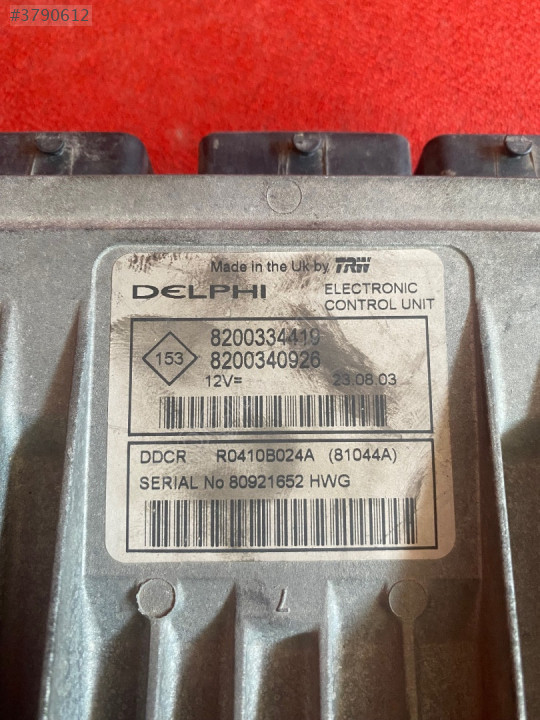 #3790612
Made in the Uk by TRW
DELPHI
ELECTRONIC
CONTROL UNIT
153
8200334419
8200340926
12V=
23.08.03
DDCR R0410B024A (81044A)
SERIAL No 80921652 HWG
7